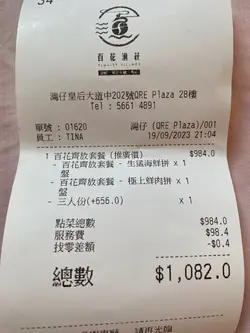 百花漁莊
灣仔皇后大道中202號QRE Plaza 28樓
Tel : 5661 4891
單號 : 01620
灣仔 (QRE Plaza)/001
員工 : TINA
19/09/2023 21:04
1 百花齊放套餐 (推廣價) $984.0
- 百花齊放套餐 - 生猛海鮮拼盤 x 1
- 百花齊放套餐 - 極上鮮肉拼盤 x 1
- 三人份(+656.0) x 1
點菜總數 $984.0
服務費 $98.4
找零差額 -$0.4
總數 $1,082.0